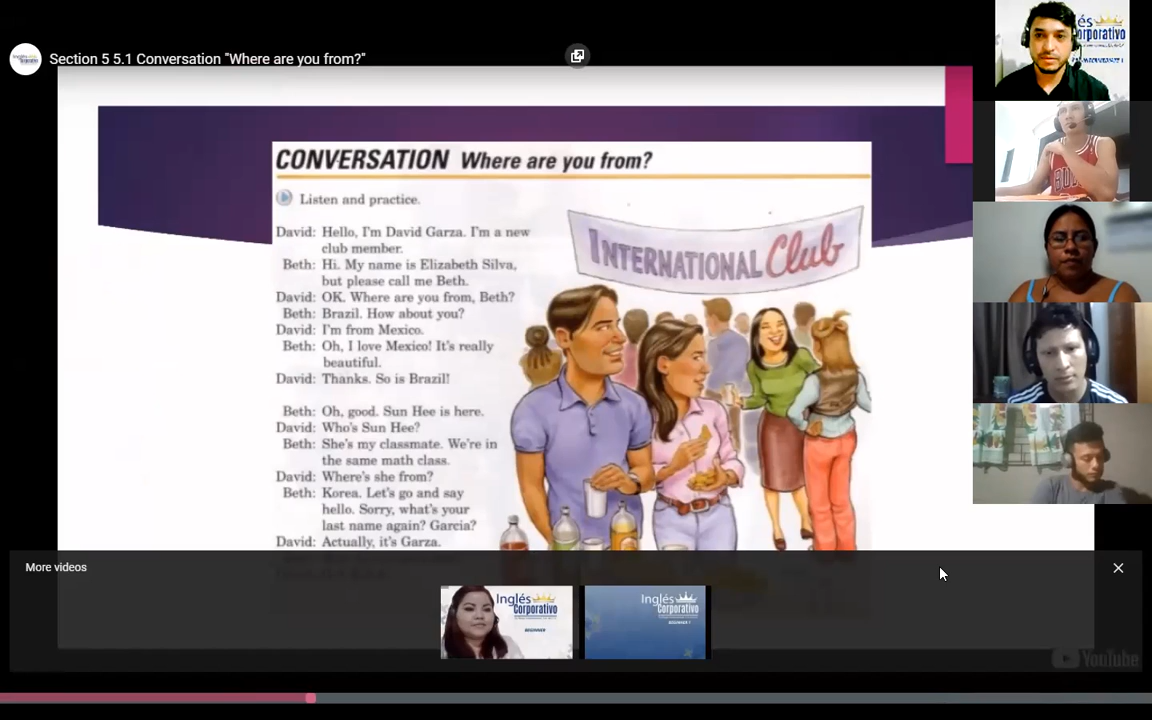 Section 5 5.1 Conversation "Where are you from?"
és
orporativo
CONVERSATION Where are you from?
Listen and practice.
INTERNATIONAL Club
David: Hello, I'm David Garza. I'm a new
club member.
Beth: Hi. My name is Elizabeth Silva,
but please call me Beth.
David: OK. Where are you from, Beth?
Beth: Brazil. How about you?
David: I'm from Mexico.
Beth: Oh, I love Mexico! It's really
beautiful.
David: Thanks. So is Brazil!
Beth: Oh, good. Sun Hee is here.
David: Who's Sun Hee?
Beth: She's my classmate. We're in
the same math class.
David: Where's she from?
Beth: Korea. Let's go and say
hello. Sorry, what's your
last name again? Garcia?
David: Actually, it's Garza.
More videos
Inglés
Corporativo
BEGINNER
Inglés
Corporativo
BEGINNER 1
YouTube